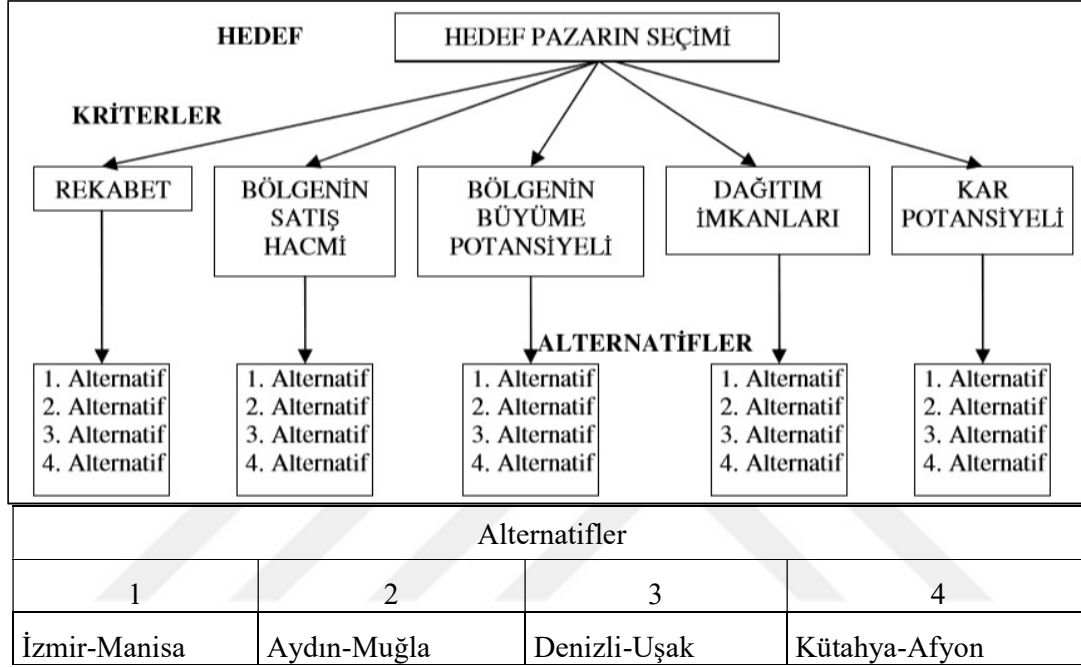 HEDEF
HEDEF PAZARIN SEÇİMİ
KRİTERLER
REKABET
BÖLGENİN
SATIŞ
HACMİ
BÖLGENİN
BÜYÜME
POTANSİYELİ
DAĞITIM
İMKANLARI
KAR
POTANSİYELİ
ALTERNATİFLER
1. Alternatif
2. Alternatif
3. Alternatif
4. Alternatif
1. Alternatif
2. Alternatif
3. Alternatif
4. Alternatif
1. Alternatif
2. Alternatif
3. Alternatif
4. Alternatif
1. Alternatif
2. Alternatif
3. Alternatif
4. Alternatif
1. Alternatif
2. Alternatif
3. Alternatif
4. Alternatif
Alternatifler
1 2 3 4
İzmir-Manisa Aydın-Muğla Denizli-Uşak Kütahya-Afyon